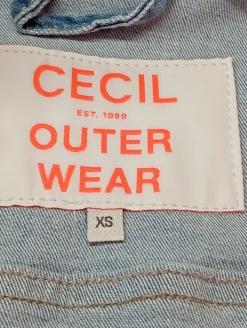 CECIL
EST. 1989
OUTER
WEAR
XS